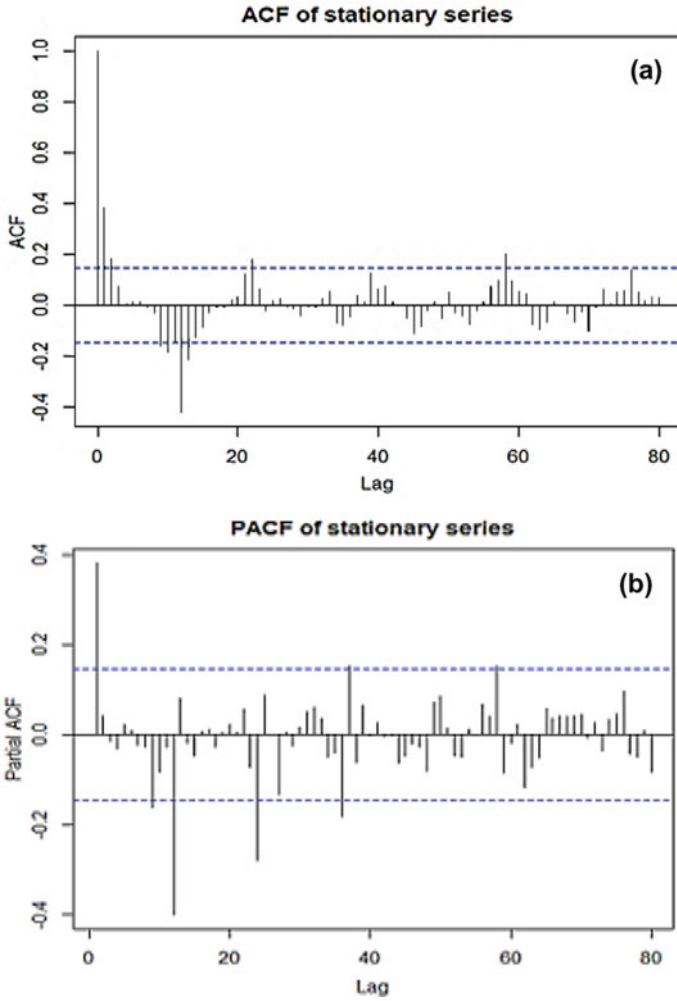 ACF of stationary series
(a)
1.0
0.8
0.6
0.4
0.2
0.0
-0.2
-0.4
ACF
0 20 40 60 80
Lag
PACF of stationary series
(b)
0.4
0.2
0.0
-0.2
-0.4
Partial ACF
0 20 40 60 80
Lag